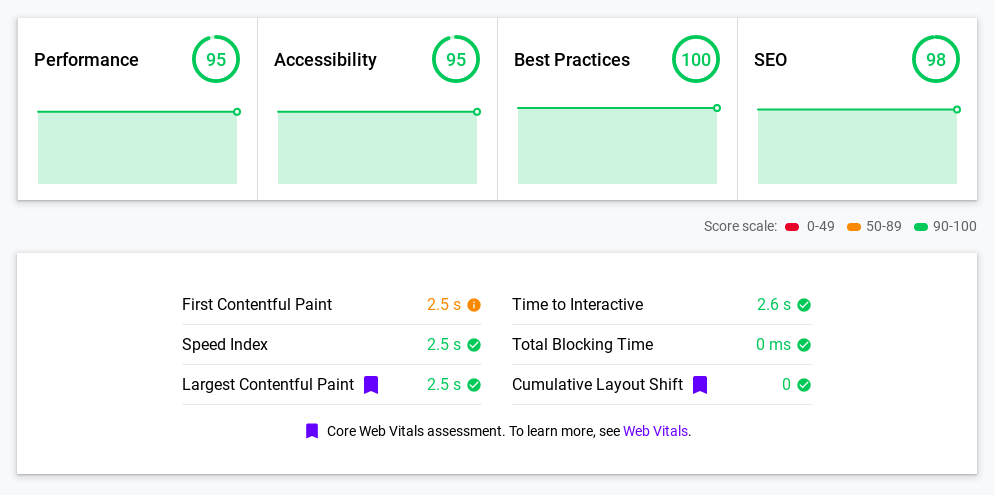 Performance 95
Accessibility 95
Best Practices 100
SEO 98
Score scale: 0-49 50-89 90-100
First Contentful Paint 2.5 s
Time to Interactive 2.6 s
Speed Index 2.5 s
Total Blocking Time 0 ms
Largest Contentful Paint 2.5 s
Cumulative Layout Shift 0
Core Web Vitals assessment. To learn more, see Web Vitals.